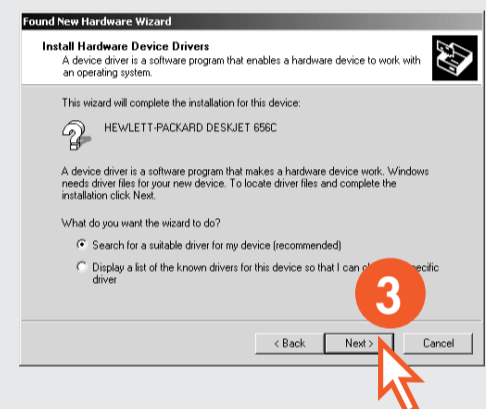 Found New Hardware Wizard
Install Hardware Device Drivers
A device driver is a software program that enables a hardware device to work with
an operating system.
This wizard will complete the installation for this device:
HEWLETT-PACKARD DESKJET 656C
A device driver is a software program that makes a hardware device work. Windows
needs driver files for your new device. To locate driver files and complete the
installation click Next.
What do you want the wizard to do?
Search for a suitable driver for my device (recommended)
Display a list of the known drivers for this device so that I can
driver
3
< Back
Next >
Cancel